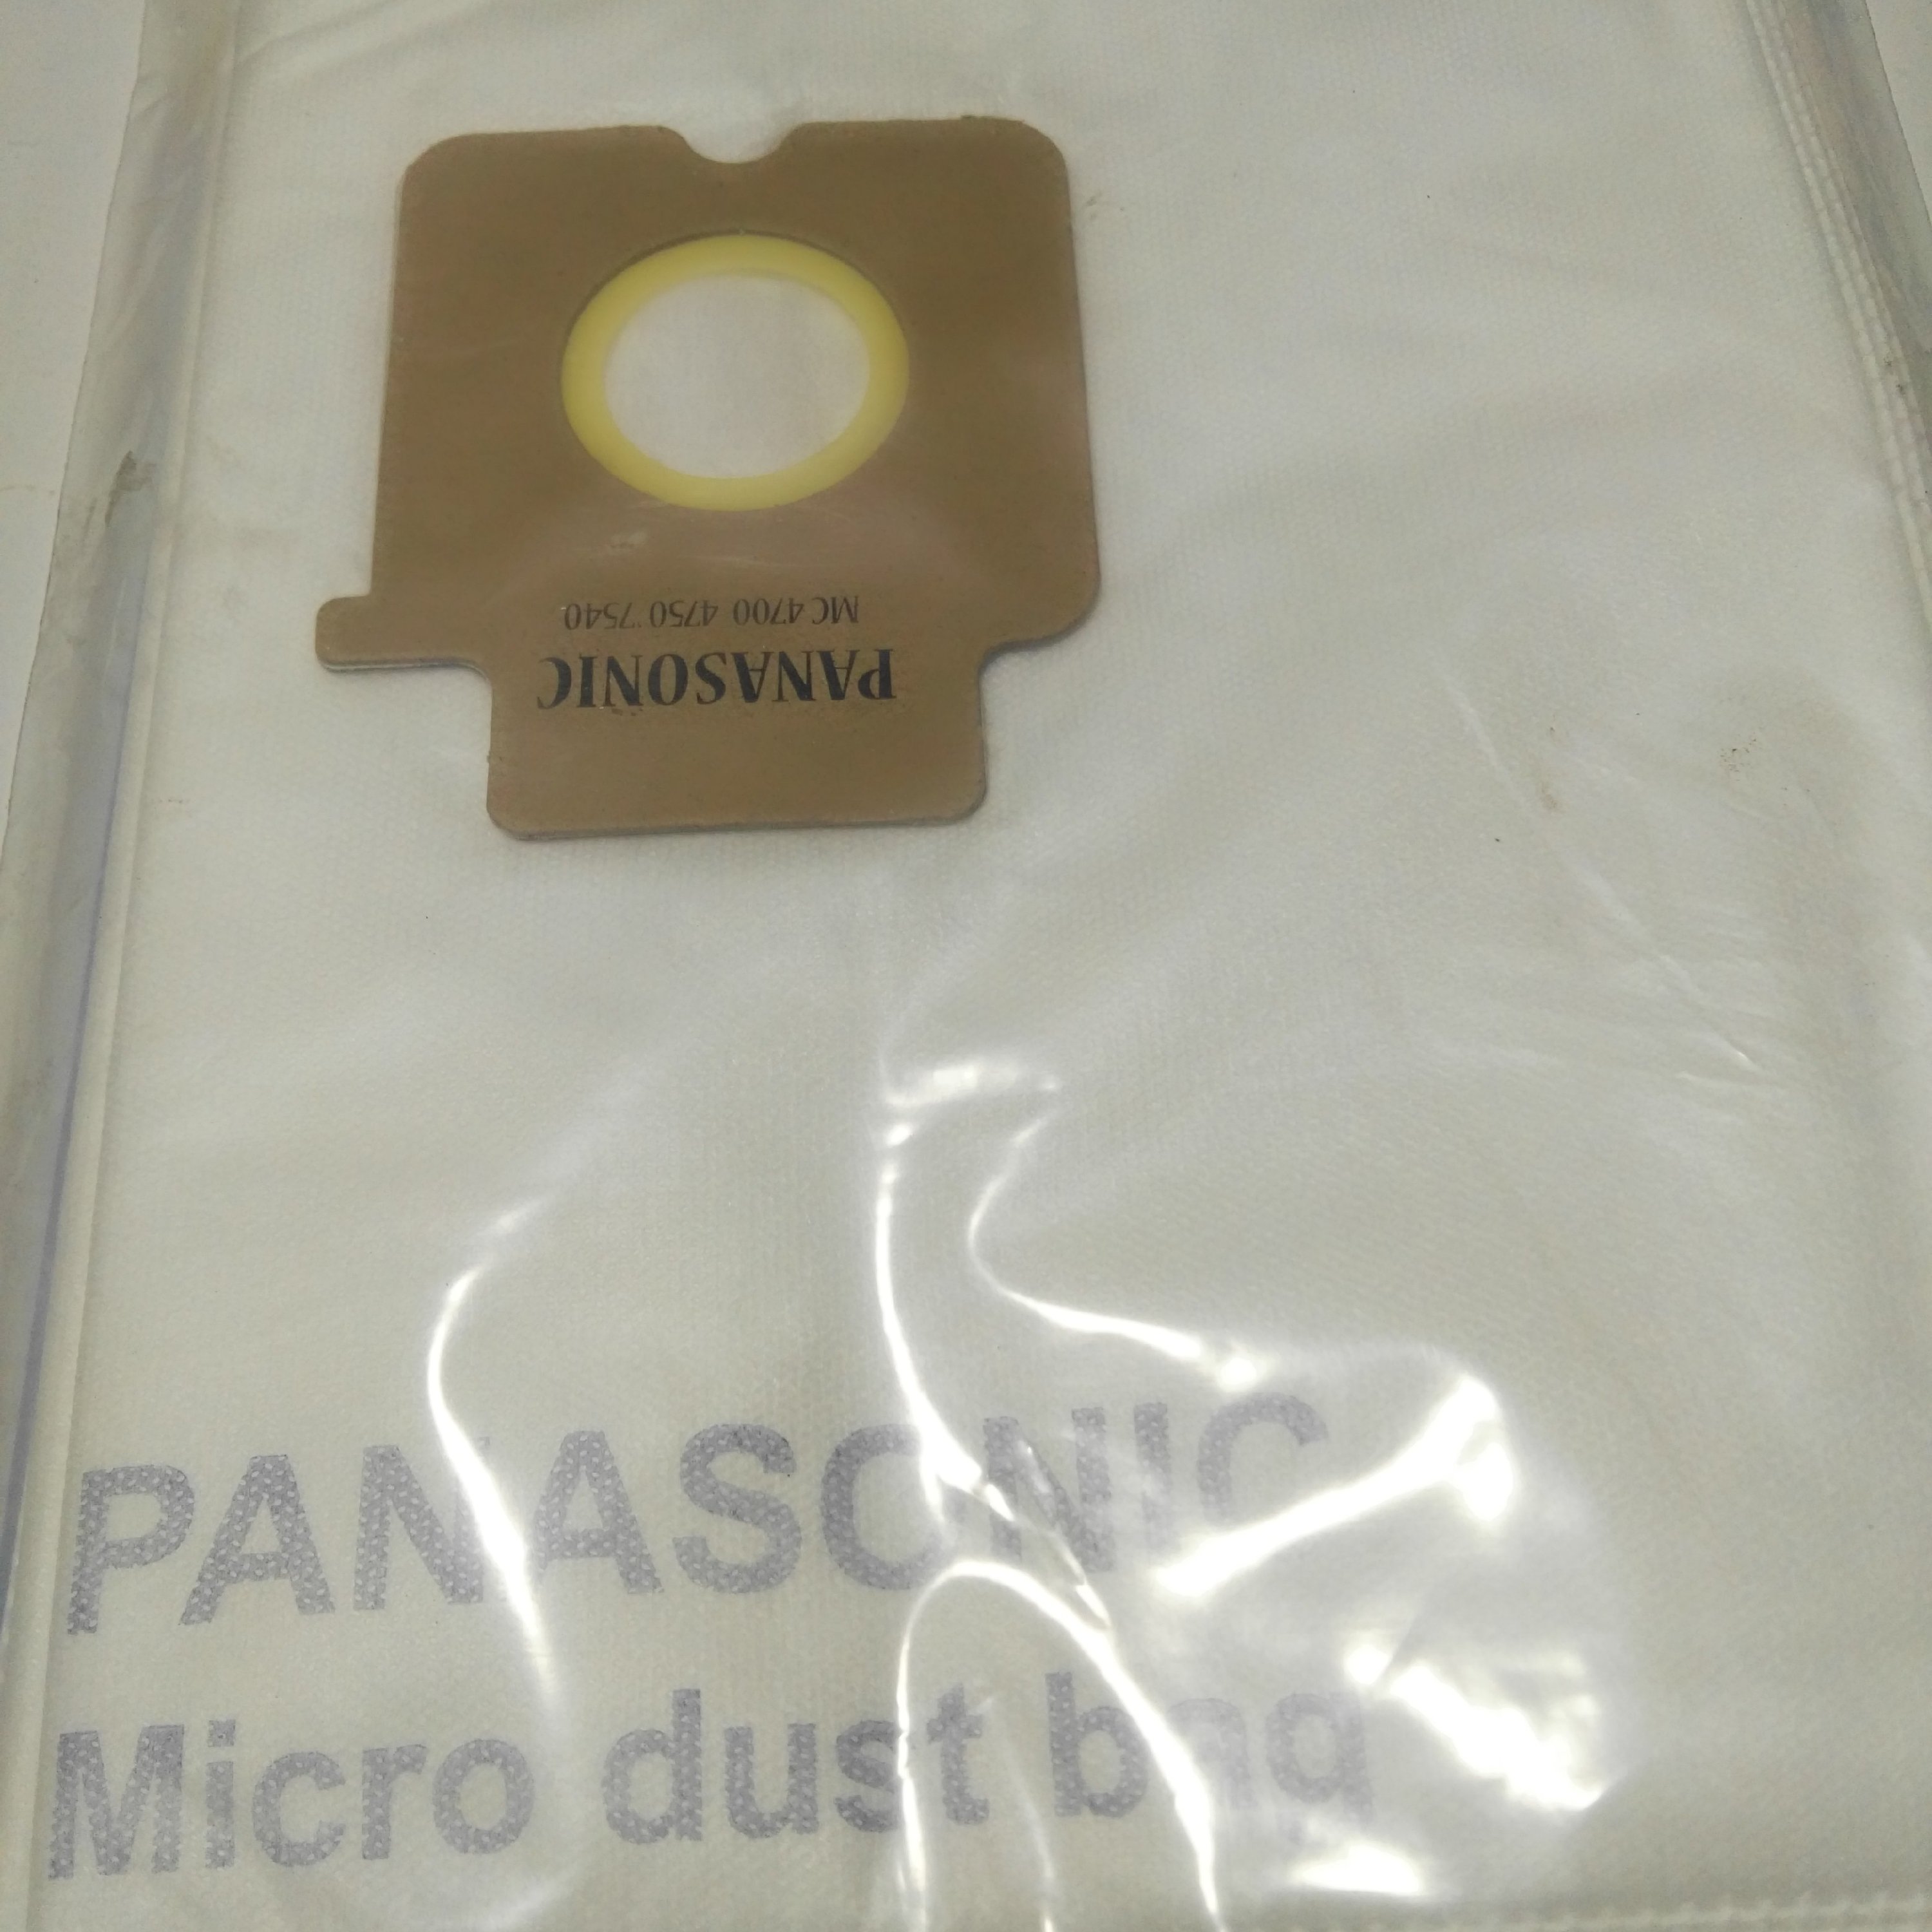 PANASONIC
MC 4700 4750 7540
PANASONIC
Micro dust bag